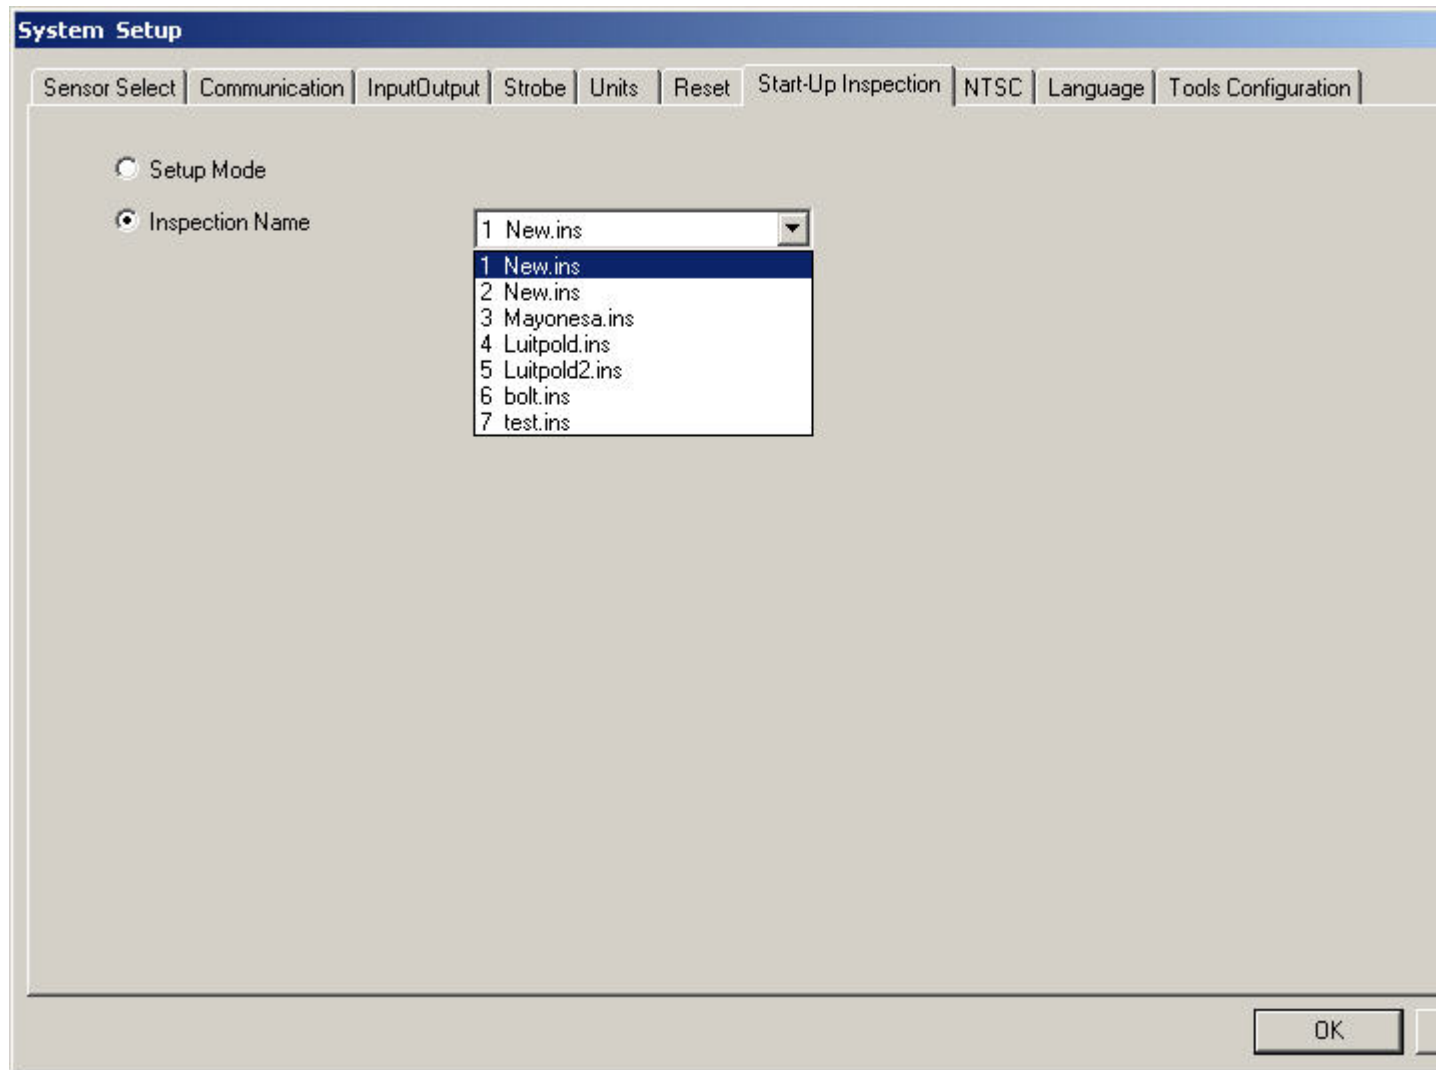 System Setup
Sensor Select Communication InputOutput Strobe Units Reset Start-Up Inspection NTSC Language Tools Configuration
Setup Mode
Inspection Name 1 New.ins
1 New.ins
2 New.ins
3 Mayonesa.ins
4 Luitpold.ins
5 Luitpold2.ins
6 bolt.ins
7 test.ins
OK